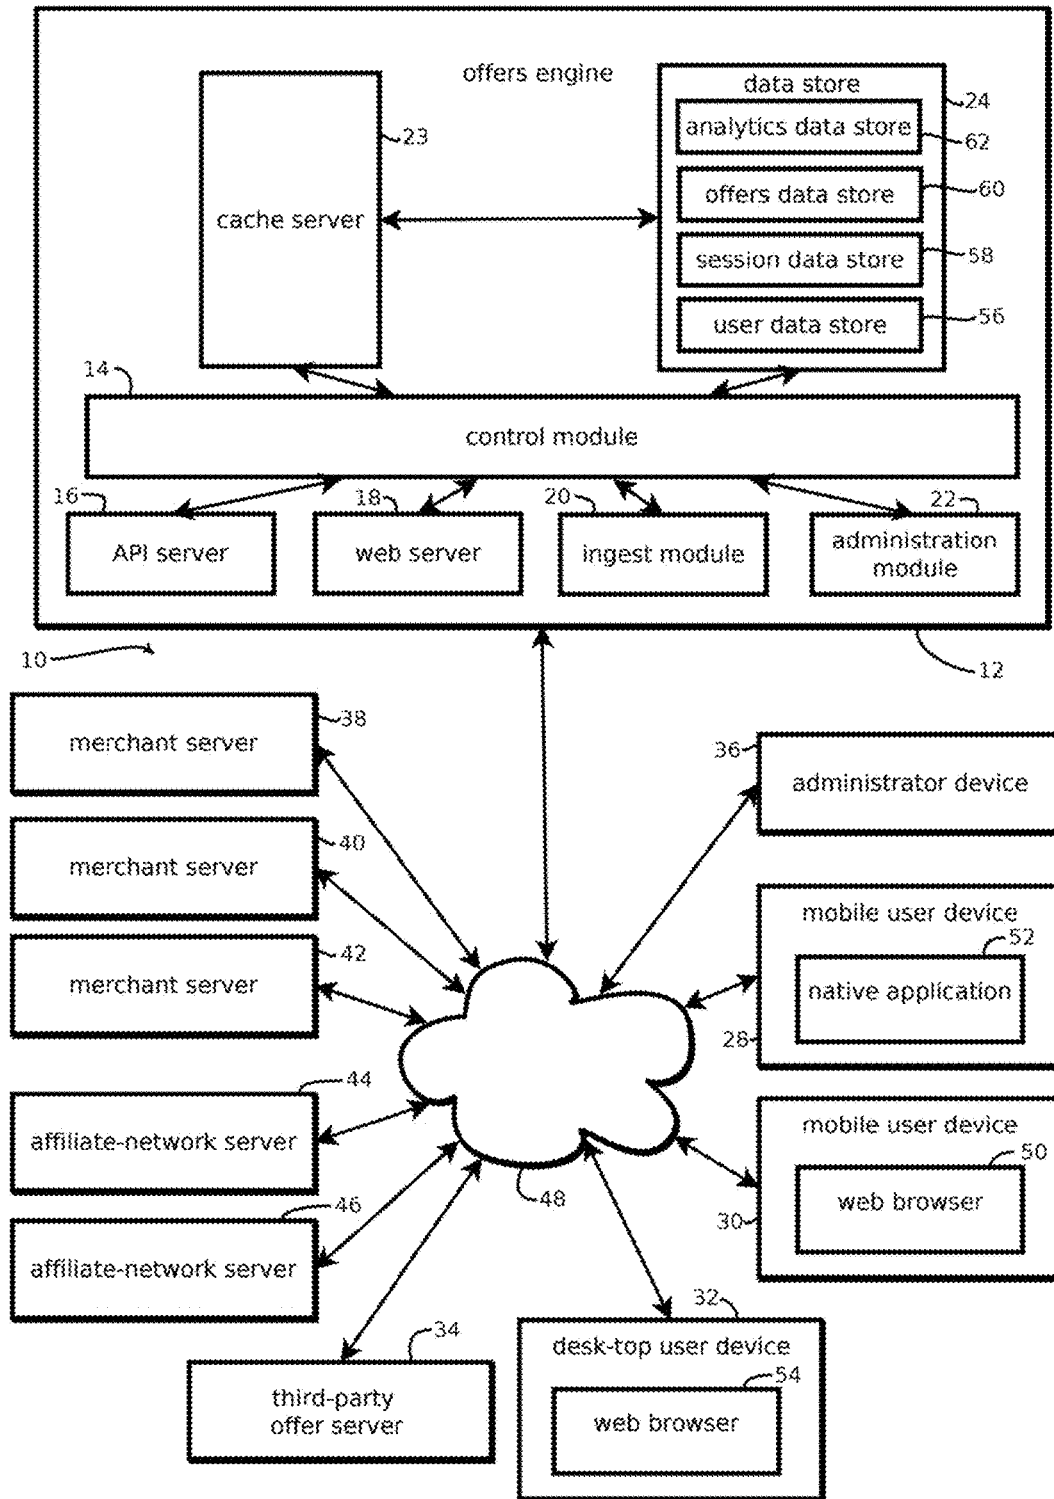 offers engine
data store
24
analytics data store
62
23
offers data store
60
cache server
session data store
58
user data store
56
14
control module
16
18
20
22
API server
web server
ingest module
administration
module
10
12
merchant server
38
36
administrator device
merchant server
40
mobile user device
52
merchant server
42
native application
28
44
affiliate-network server
mobile user device
50
web browser
48
30
46
affiliate-network server
32
34
desk-top user device
54
third-party
offer server
web browser